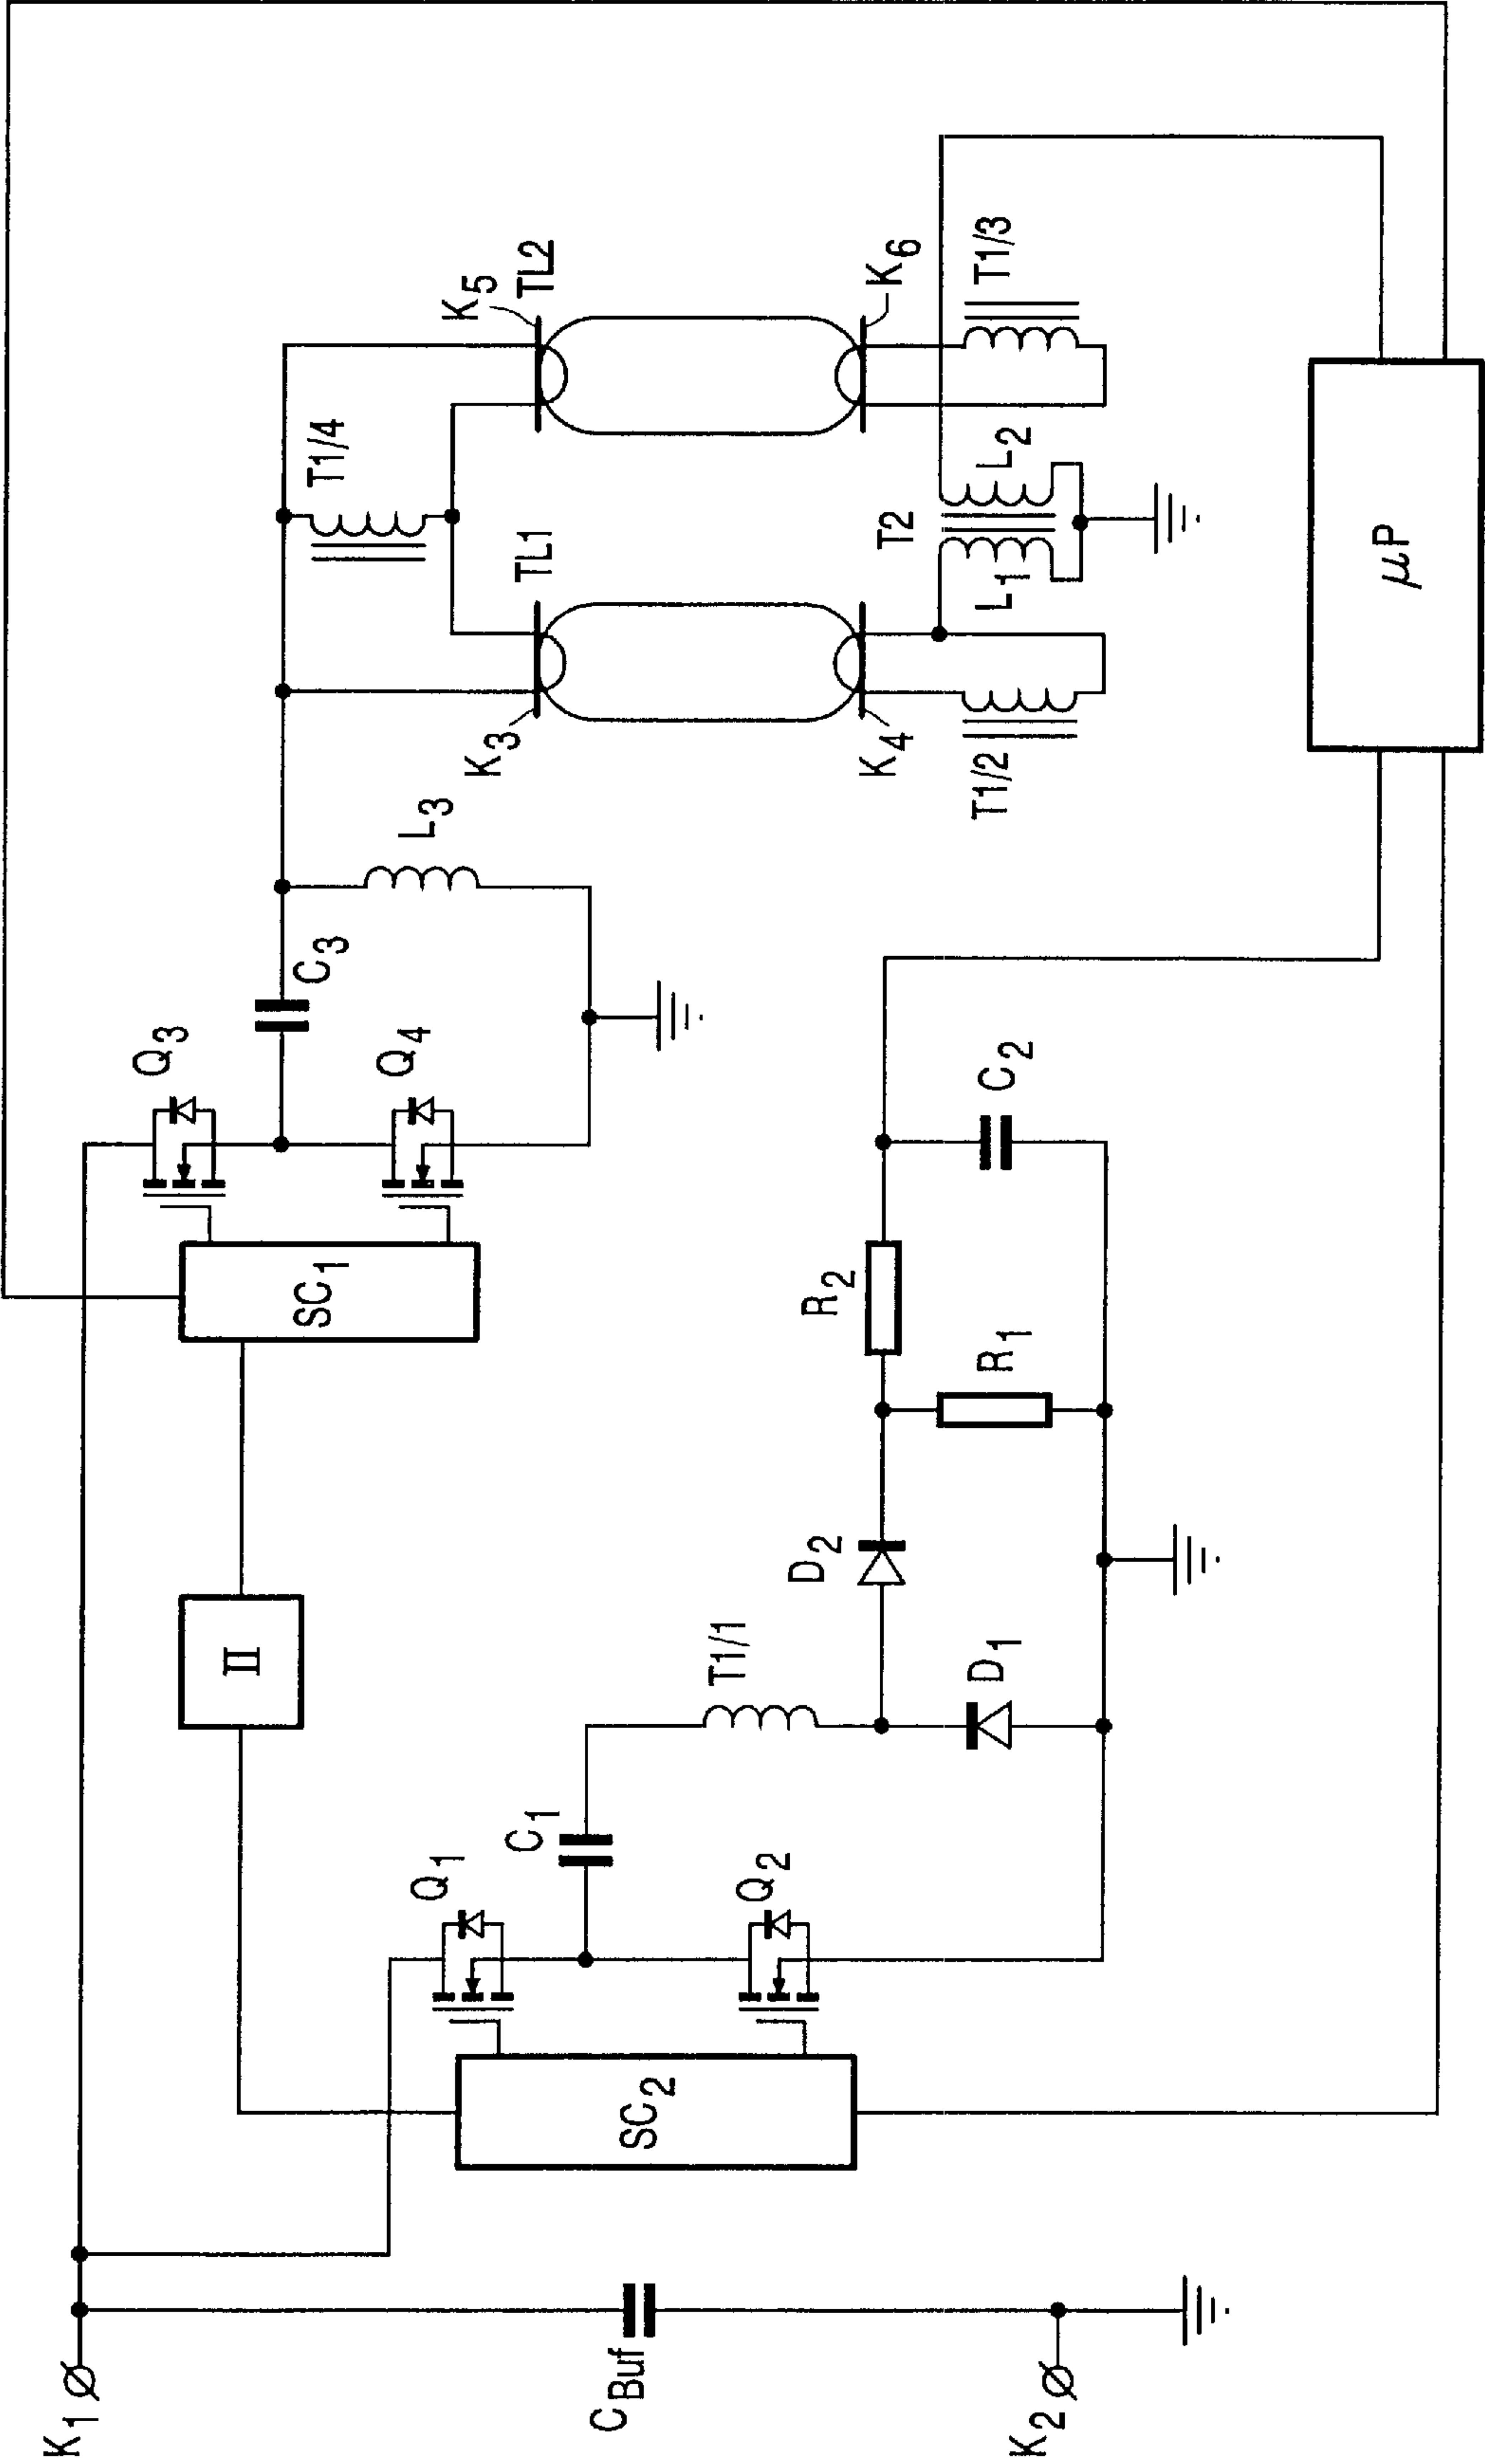 K1
CBuf
K2
SC2
Q1
Q2
C1
T1/1
D1
D2
II
R1
R2
C2
SC1
Q3
Q4
C3
L3
K3
TL1
K4
T1/2
T1/4
T2
L1
L2
K5
TL2
K6
T1/3
μP